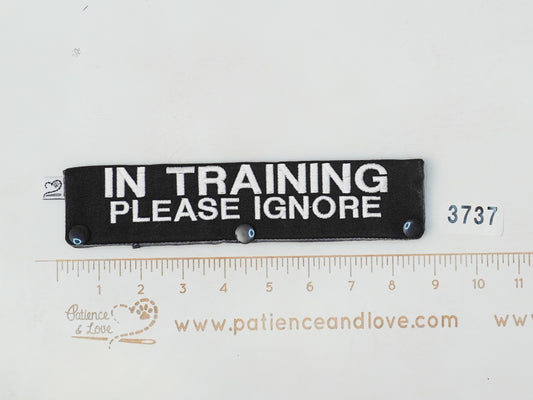 IN TRAINING
PLEASE IGNORE
3737
1 2 3 4 5 6 7 8 9 10 11
Patience
& Love
www.patienceandlove.com
www